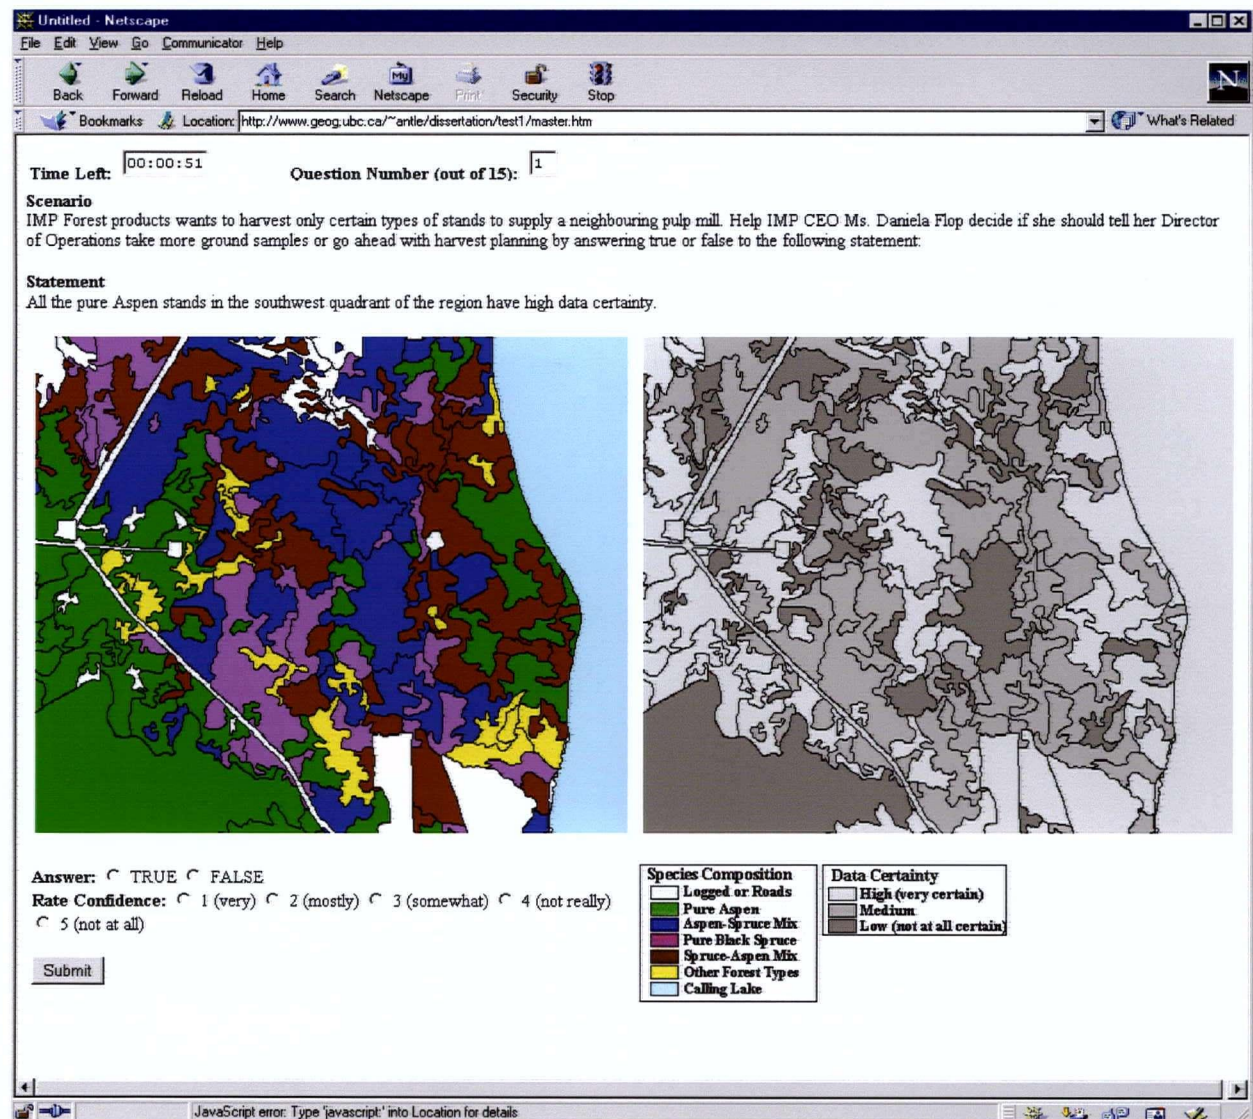 Untitled - Netscape
File Edit View Go Communicator Help
My
N
Back Forward Reload Home Search Netscape Print Security Stop
Bookmarks Location: http://www.geog.ubc.ca/~antle/dissertation/test1/master.htm What's Related
Time Left: 00:00:51 Question Number (out of 15): 1
Scenario
IMP Forest products wants to harvest only certain types of stands to supply a neighbouring pulp mill. Help IMP CEO Ms. Daniela Flop decide if she should tell her Director
of Operations take more ground samples or go ahead with harvest planning by answering true or false to the following statement:
Statement
All the pure Aspen stands in the southwest quadrant of the region have high data certainty.
Answer: TRUE FALSE
Rate Confidence: 1 (very) 2 (mostly) 3 (somewhat) 4 (not really)
5 (not at all)
Submit
Species Composition
Logged or Roads
Pure Aspen
Aspen-Spruce Mix
Pure Black Spruce
Spruce-Aspen Mix
Other Forest Types
Calling Lake
Data Certainty
High (very certain)
Medium
Low (not at all certain)
JavaScript error: Type 'javascript:' into Location for details